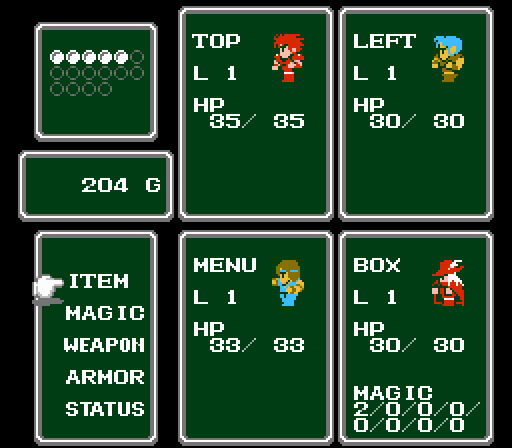 TOP
L 1
HP
35/ 35
LEFT
L 1
HP
30/ 30
204 G
ITEM
MAGIC
WEAPON
ARMOR
STATUS
MENU
L 1
HP
33/ 33
BOX
L 1
HP
30/ 30
MAGIC
2/0/0/0/
0/0/0/0